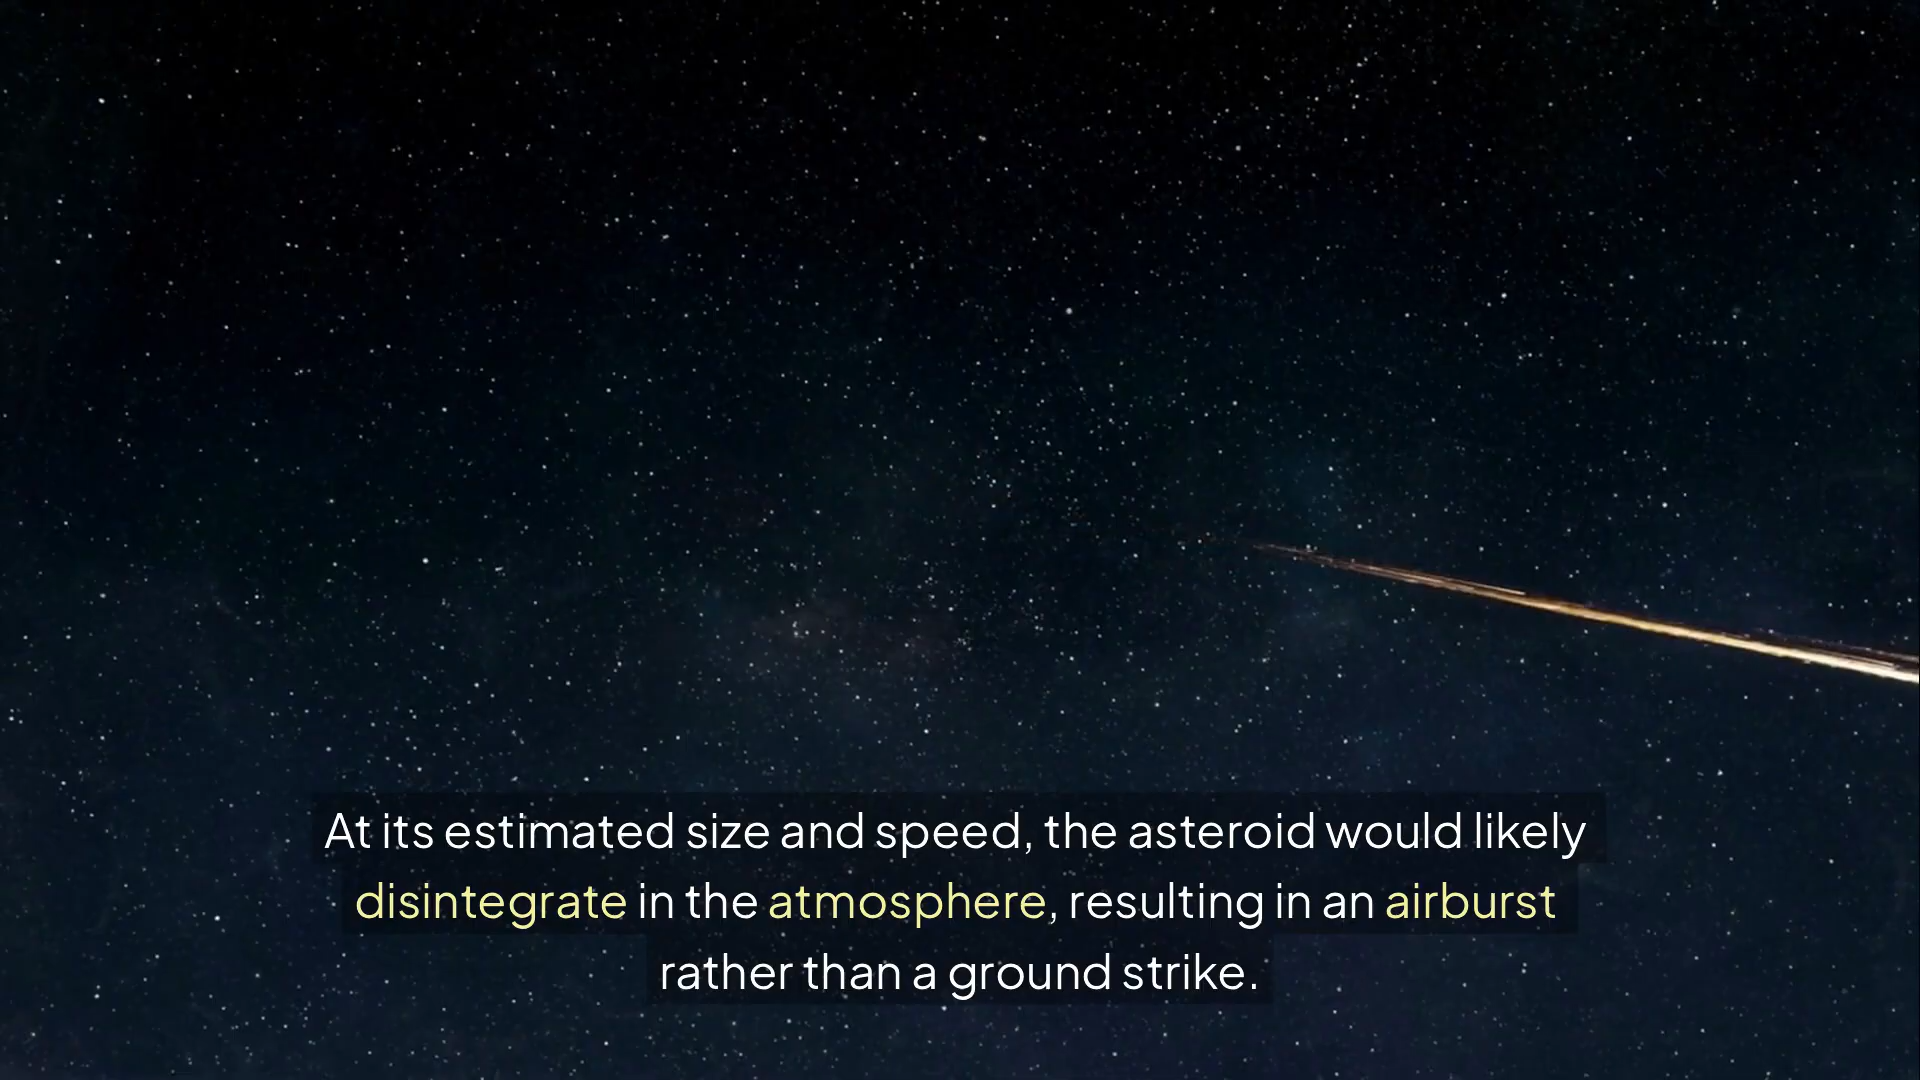 At its estimated size and speed, the asteroid would likely
disintegrate in the atmosphere, resulting in an airburst
rather than a ground strike.